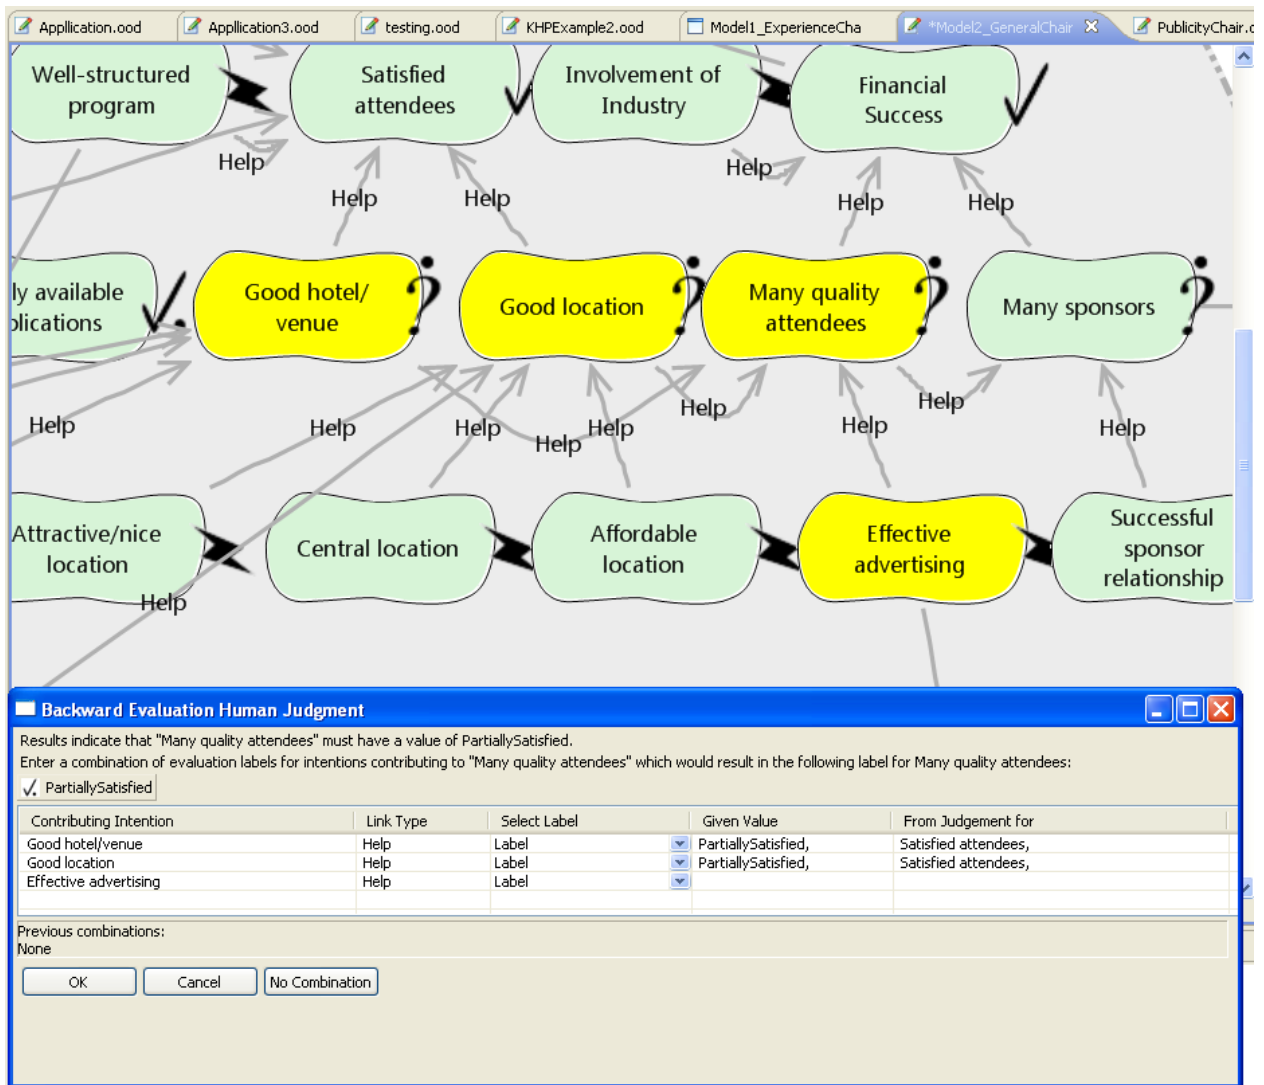 Appllication.ood Appllication3.ood testing.ood KHPExample2.ood Model1_ExperienceCha *Model2_GeneralChair PublicityChair.o
Well-structured
program
Satisfied
attendees
Involvement of
Industry
Financial
Success
Help
Help
Help
Help
Help
Help
ly available
plications
Good hotel/
venue
Good location
Many quality
attendees
Many sponsors
Help
Help
Help
Help
Help
Help
Help
Help
Help
Attractive/nice
location
Central location
Affordable
location
Effective
advertising
Successful
sponsor
relationship
Help
Backward Evaluation Human Judgment
Results indicate that "Many quality attendees" must have a value of PartiallySatisfied.
Enter a combination of evaluation labels for intentions contributing to "Many quality attendees" which would result in the following label for Many quality attendees:
PartiallySatisfied
Contributing Intention Link Type Select Label Given Value From Judgement for
Good hotel/venue Help Label PartiallySatisfied, Satisfied attendees,
Good location Help Label PartiallySatisfied, Satisfied attendees,
Effective advertising Help Label
Previous combinations:
None
OK Cancel No Combination